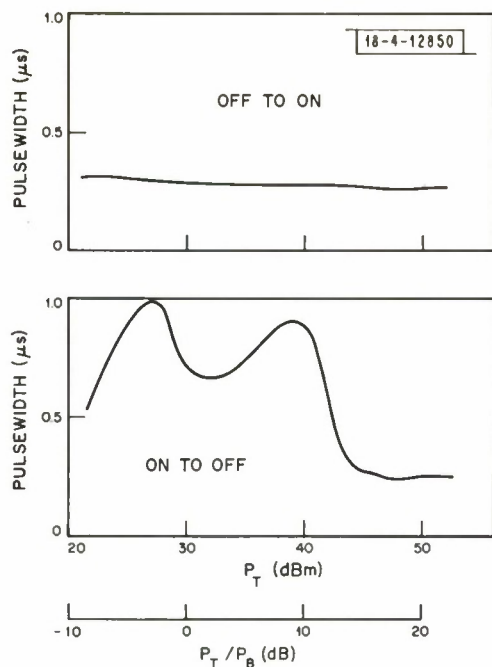 18-4-12850
1.0
PULSEWIDTH (μs)
OFF TO ON
0.5
0
1.0
PULSEWIDTH (μs)
0.5
ON TO OFF
0
20 30 40 50
P_T (dBm)
-10 0 10 20
P_T/P_B (dB)